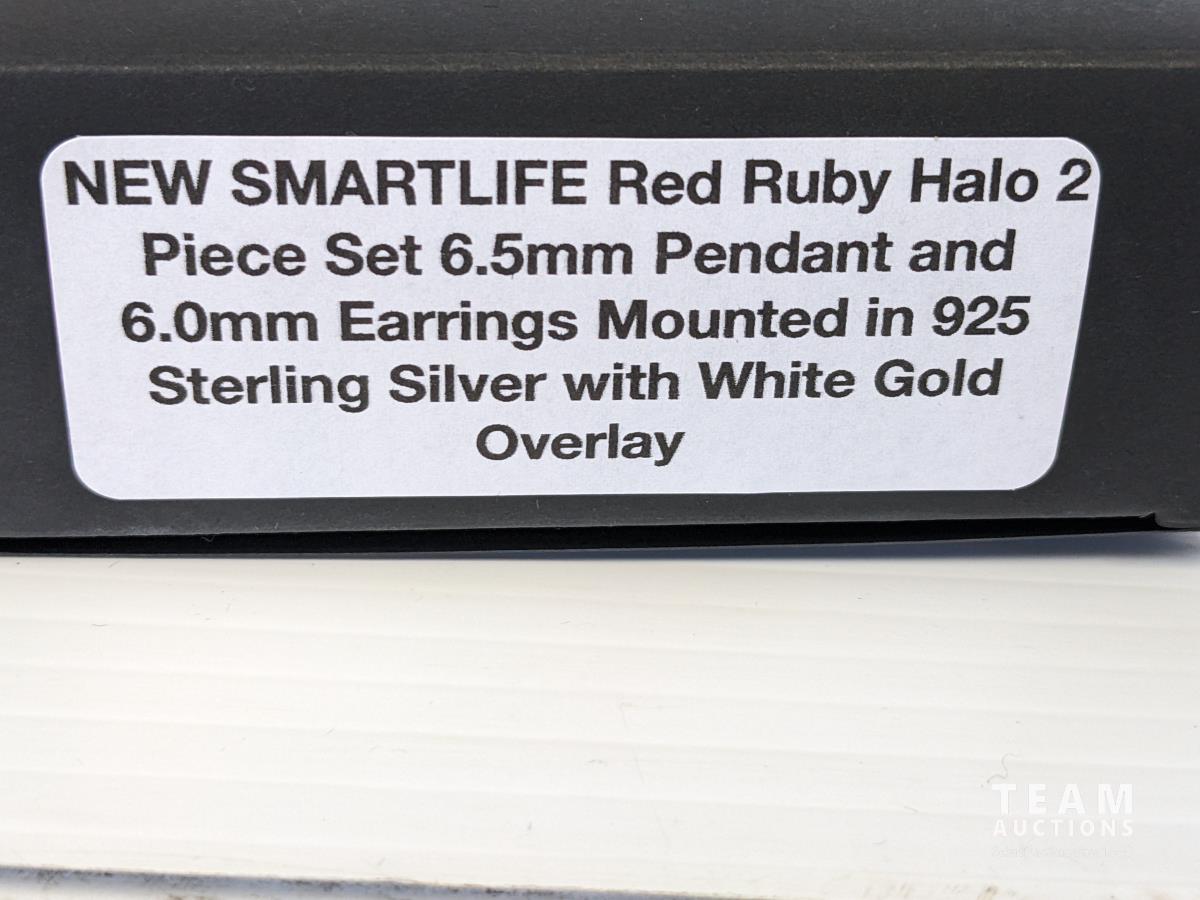 NEW SMARTLIFE Red Ruby Halo 2
Piece Set 6.5mm Pendant and
6.0mm Earrings Mounted in 925
Sterling Silver with White Gold
Overlay
TEAM
AUCTIONS